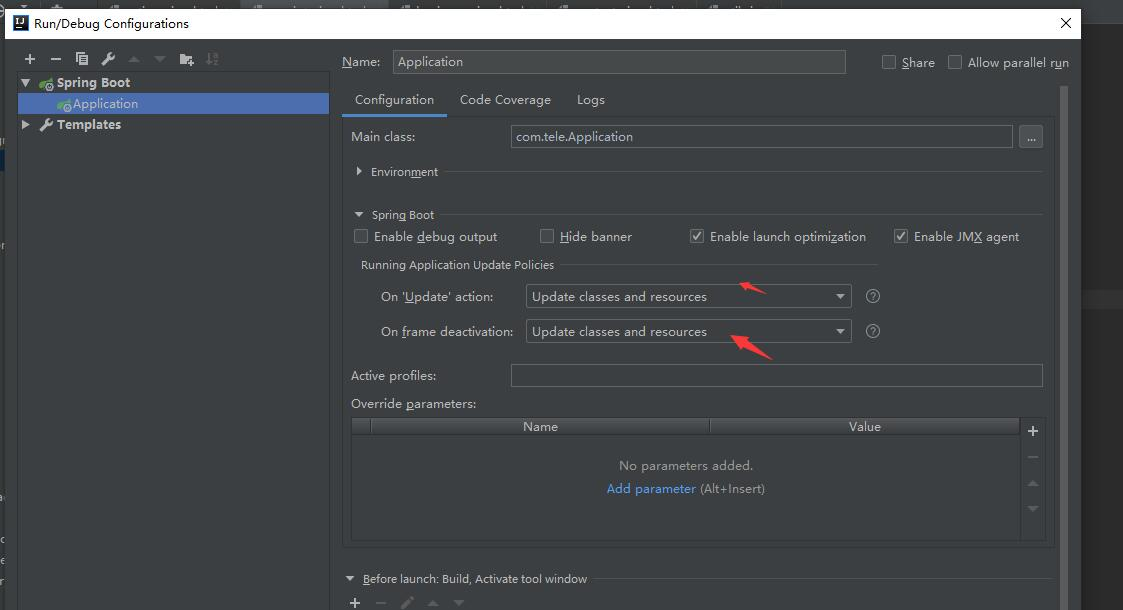 Run/Debug Configurations
Name: Application Share Allow parallel run
Spring Boot
Application
Templates
Configuration Code Coverage Logs
Main class: com.tele.Application ...
Environment
Spring Boot
Enable debug output Hide banner Enable launch optimization Enable JMX agent
Running Application Update Policies
On 'Update' action: Update classes and resources ?
On frame deactivation: Update classes and resources ?
Active profiles:
Override parameters:
Name Value
No parameters added.
Add parameter (Alt+Insert)
Before launch: Build, Activate tool window